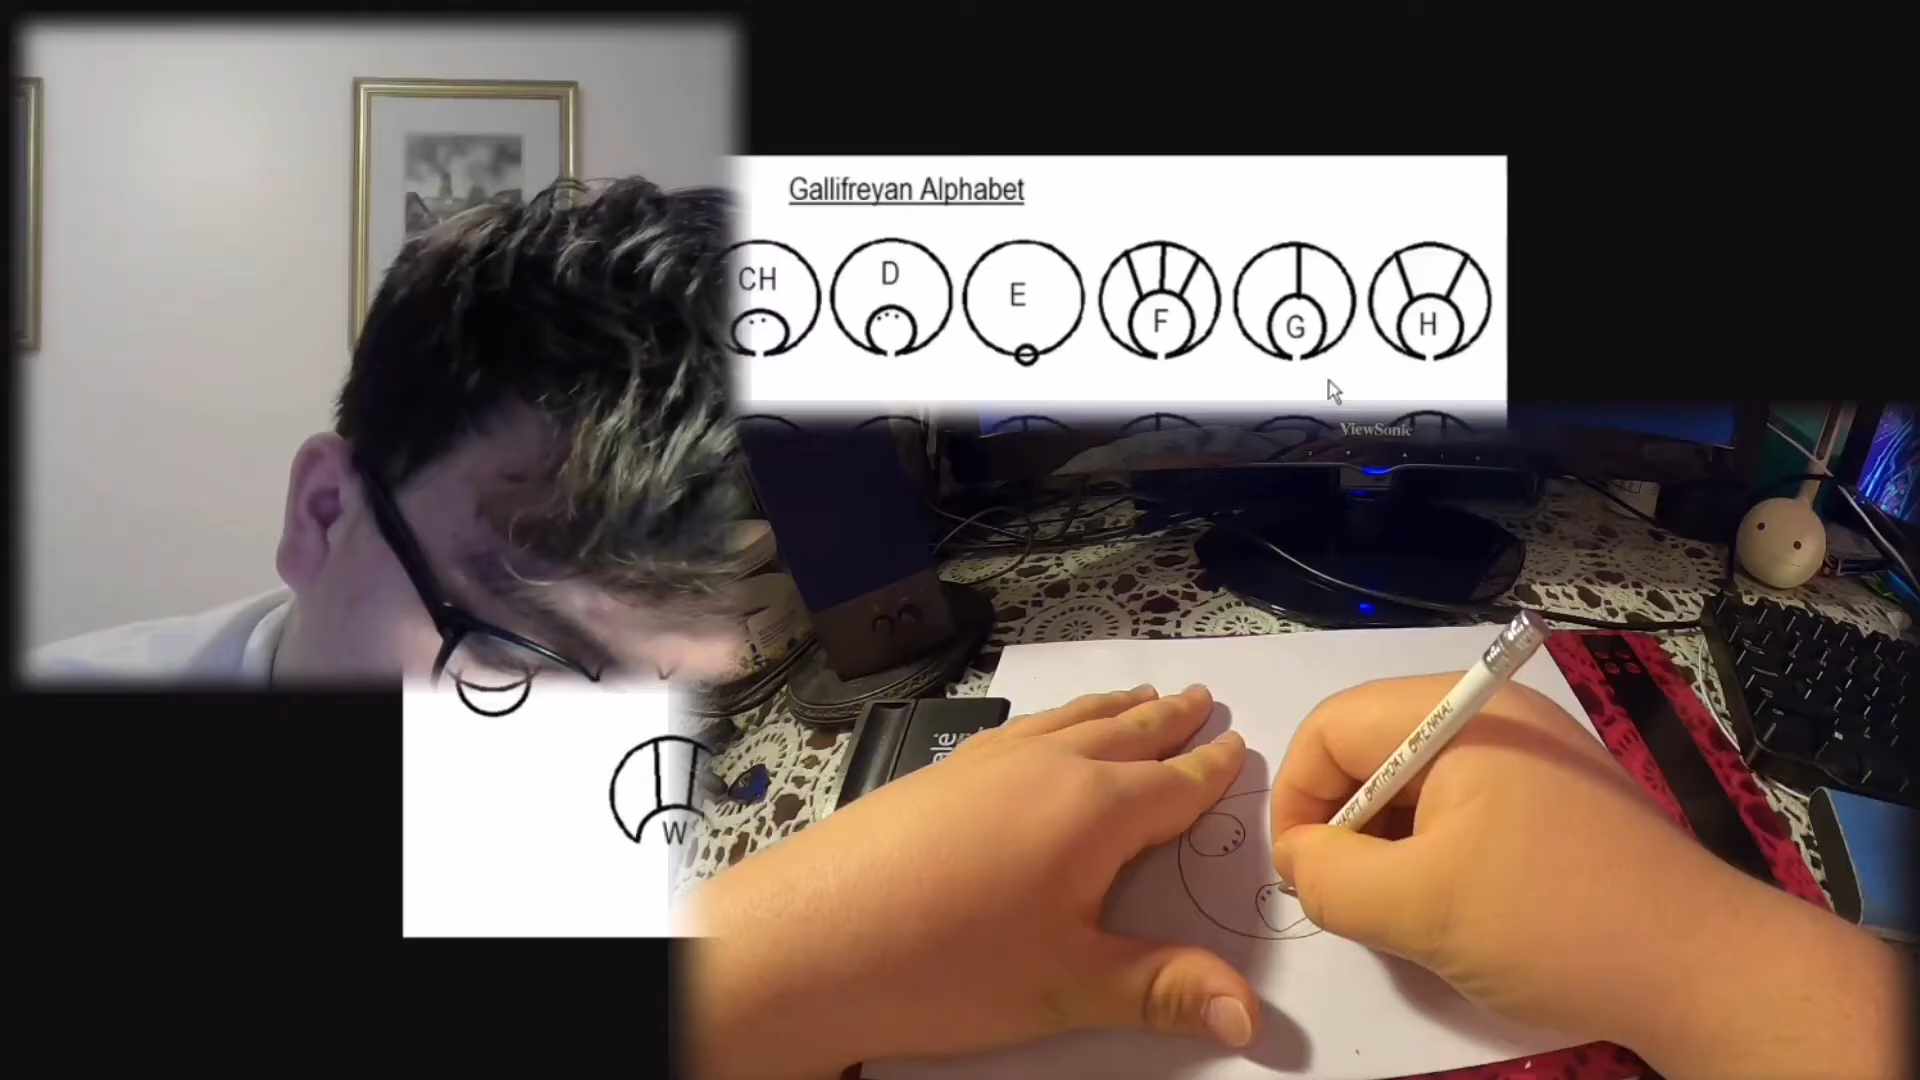 Gallifreyan Alphabet
CH D E F G H
ViewSonic
W
HAPPY BIRTHDAY BRENNA!